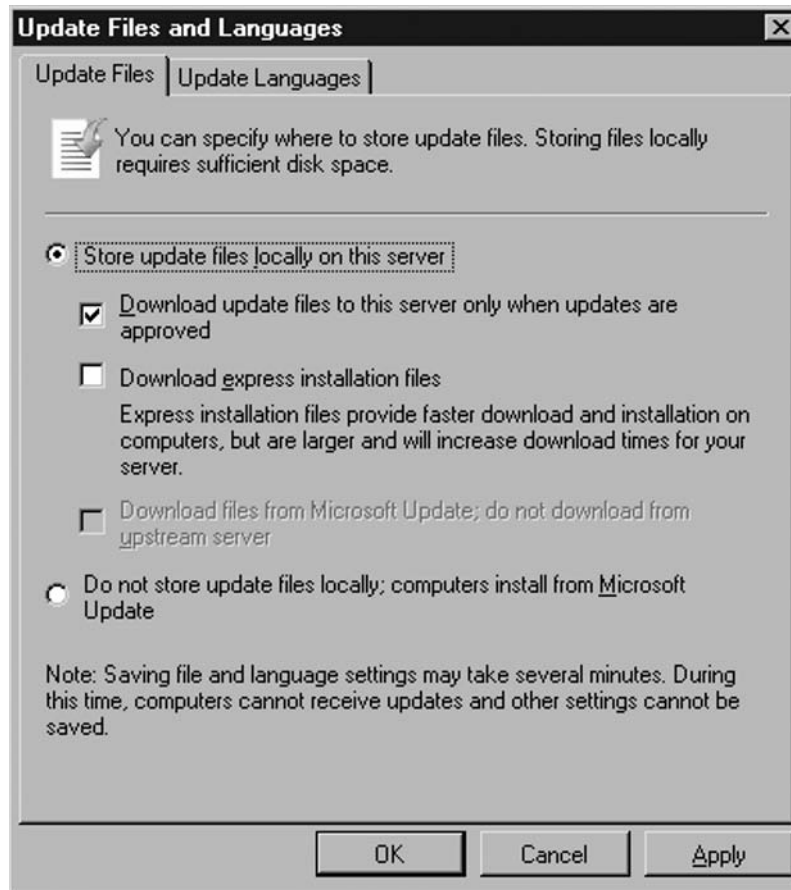 Update Files and Languages
Update Files
Update Languages
You can specify where to store update files. Storing files locally
requires sufficient disk space.
Store update files locally on this server
Download update files to this server only when updates are
approved
Download express installation files
Express installation files provide faster download and installation on
computers, but are larger and will increase download times for your
server.
Download files from Microsoft Update; do not download from
upstream server
Do not store update files locally; computers install from Microsoft
Update
Note: Saving file and language settings may take several minutes. During
this time, computers cannot receive updates and other settings cannot be
saved.
OK
Cancel
Apply